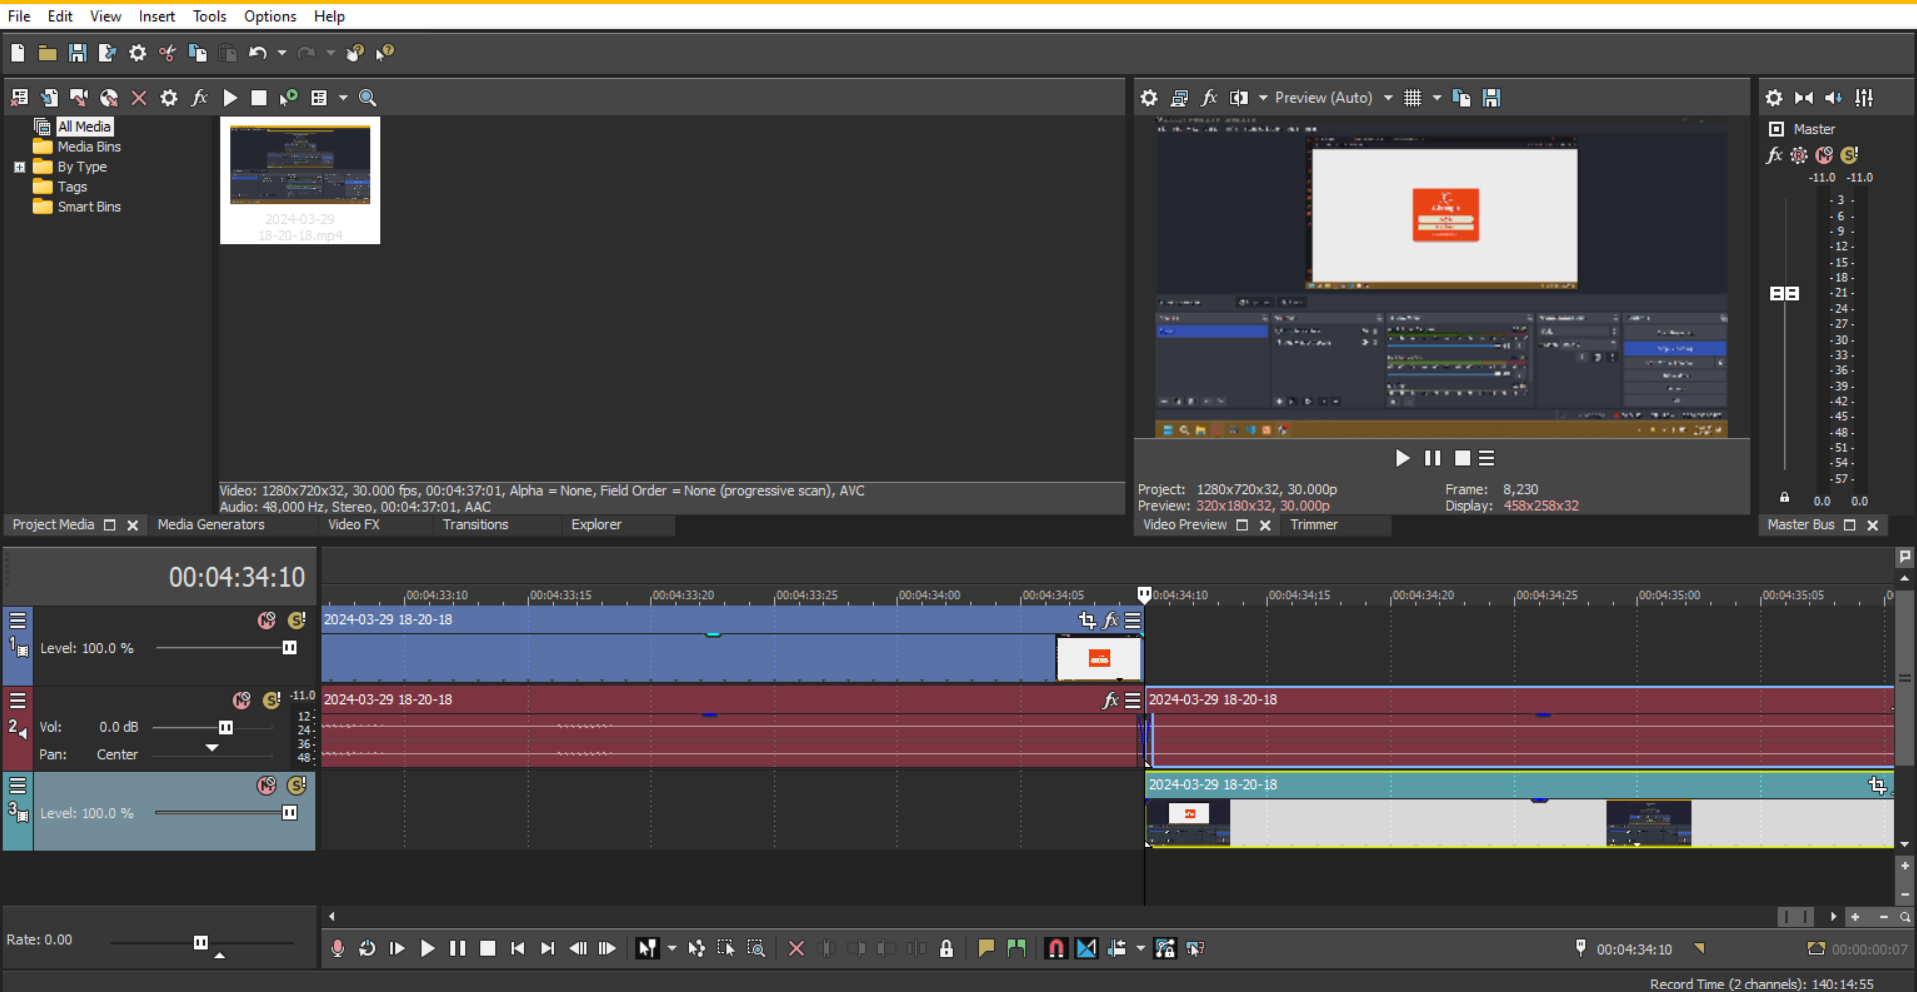 File Edit View Insert Tools Options Help
Preview (Auto)
All Media
Media Bins
By Type
Tags
Smart Bins
2024-03-29
18-20-18.mp4
Master
-11.0 -11.0
- 3 -
- 6 -
- 9 -
- 12 -
- 15 -
- 18 -
- 21 -
- 24 -
- 27 -
- 30 -
- 33 -
- 36 -
- 39 -
- 42 -
- 45 -
- 48 -
- 51 -
- 54 -
- 57 -
0.0 0.0
Video: 1280x720x32, 30.000 fps, 00:04:37:01, Alpha = None, Field Order = None (progressive scan), AVC
Audio: 48,000 Hz, Stereo, 00:04:37:01, AAC
Project: 1280x720x32, 30.000p Frame: 8,230
Preview: 320x180x32, 30.000p Display: 458x258x32
Project Media Media Generators Video FX Transitions Explorer
Video Preview Trimmer
Master Bus
00:04:34:10
00:04:33:10 00:04:33:15 00:04:33:20 00:04:33:25 00:04:34:00 00:04:34:05 0:04:34:10 00:04:34:15 00:04:34:20 00:04:34:25 00:04:35:00 00:04:35:05
1
Level: 100.0 %
2024-03-29 18-20-18
2
Vol: 0.0 dB
Pan: Center
-11.0
12
24
36
48
2024-03-29 18-20-18
2024-03-29 18-20-18
3
Level: 100.0 %
2024-03-29 18-20-18
Rate: 0.00
00:04:34:10
00:00:00:07
Record Time (2 channels): 140:14:55